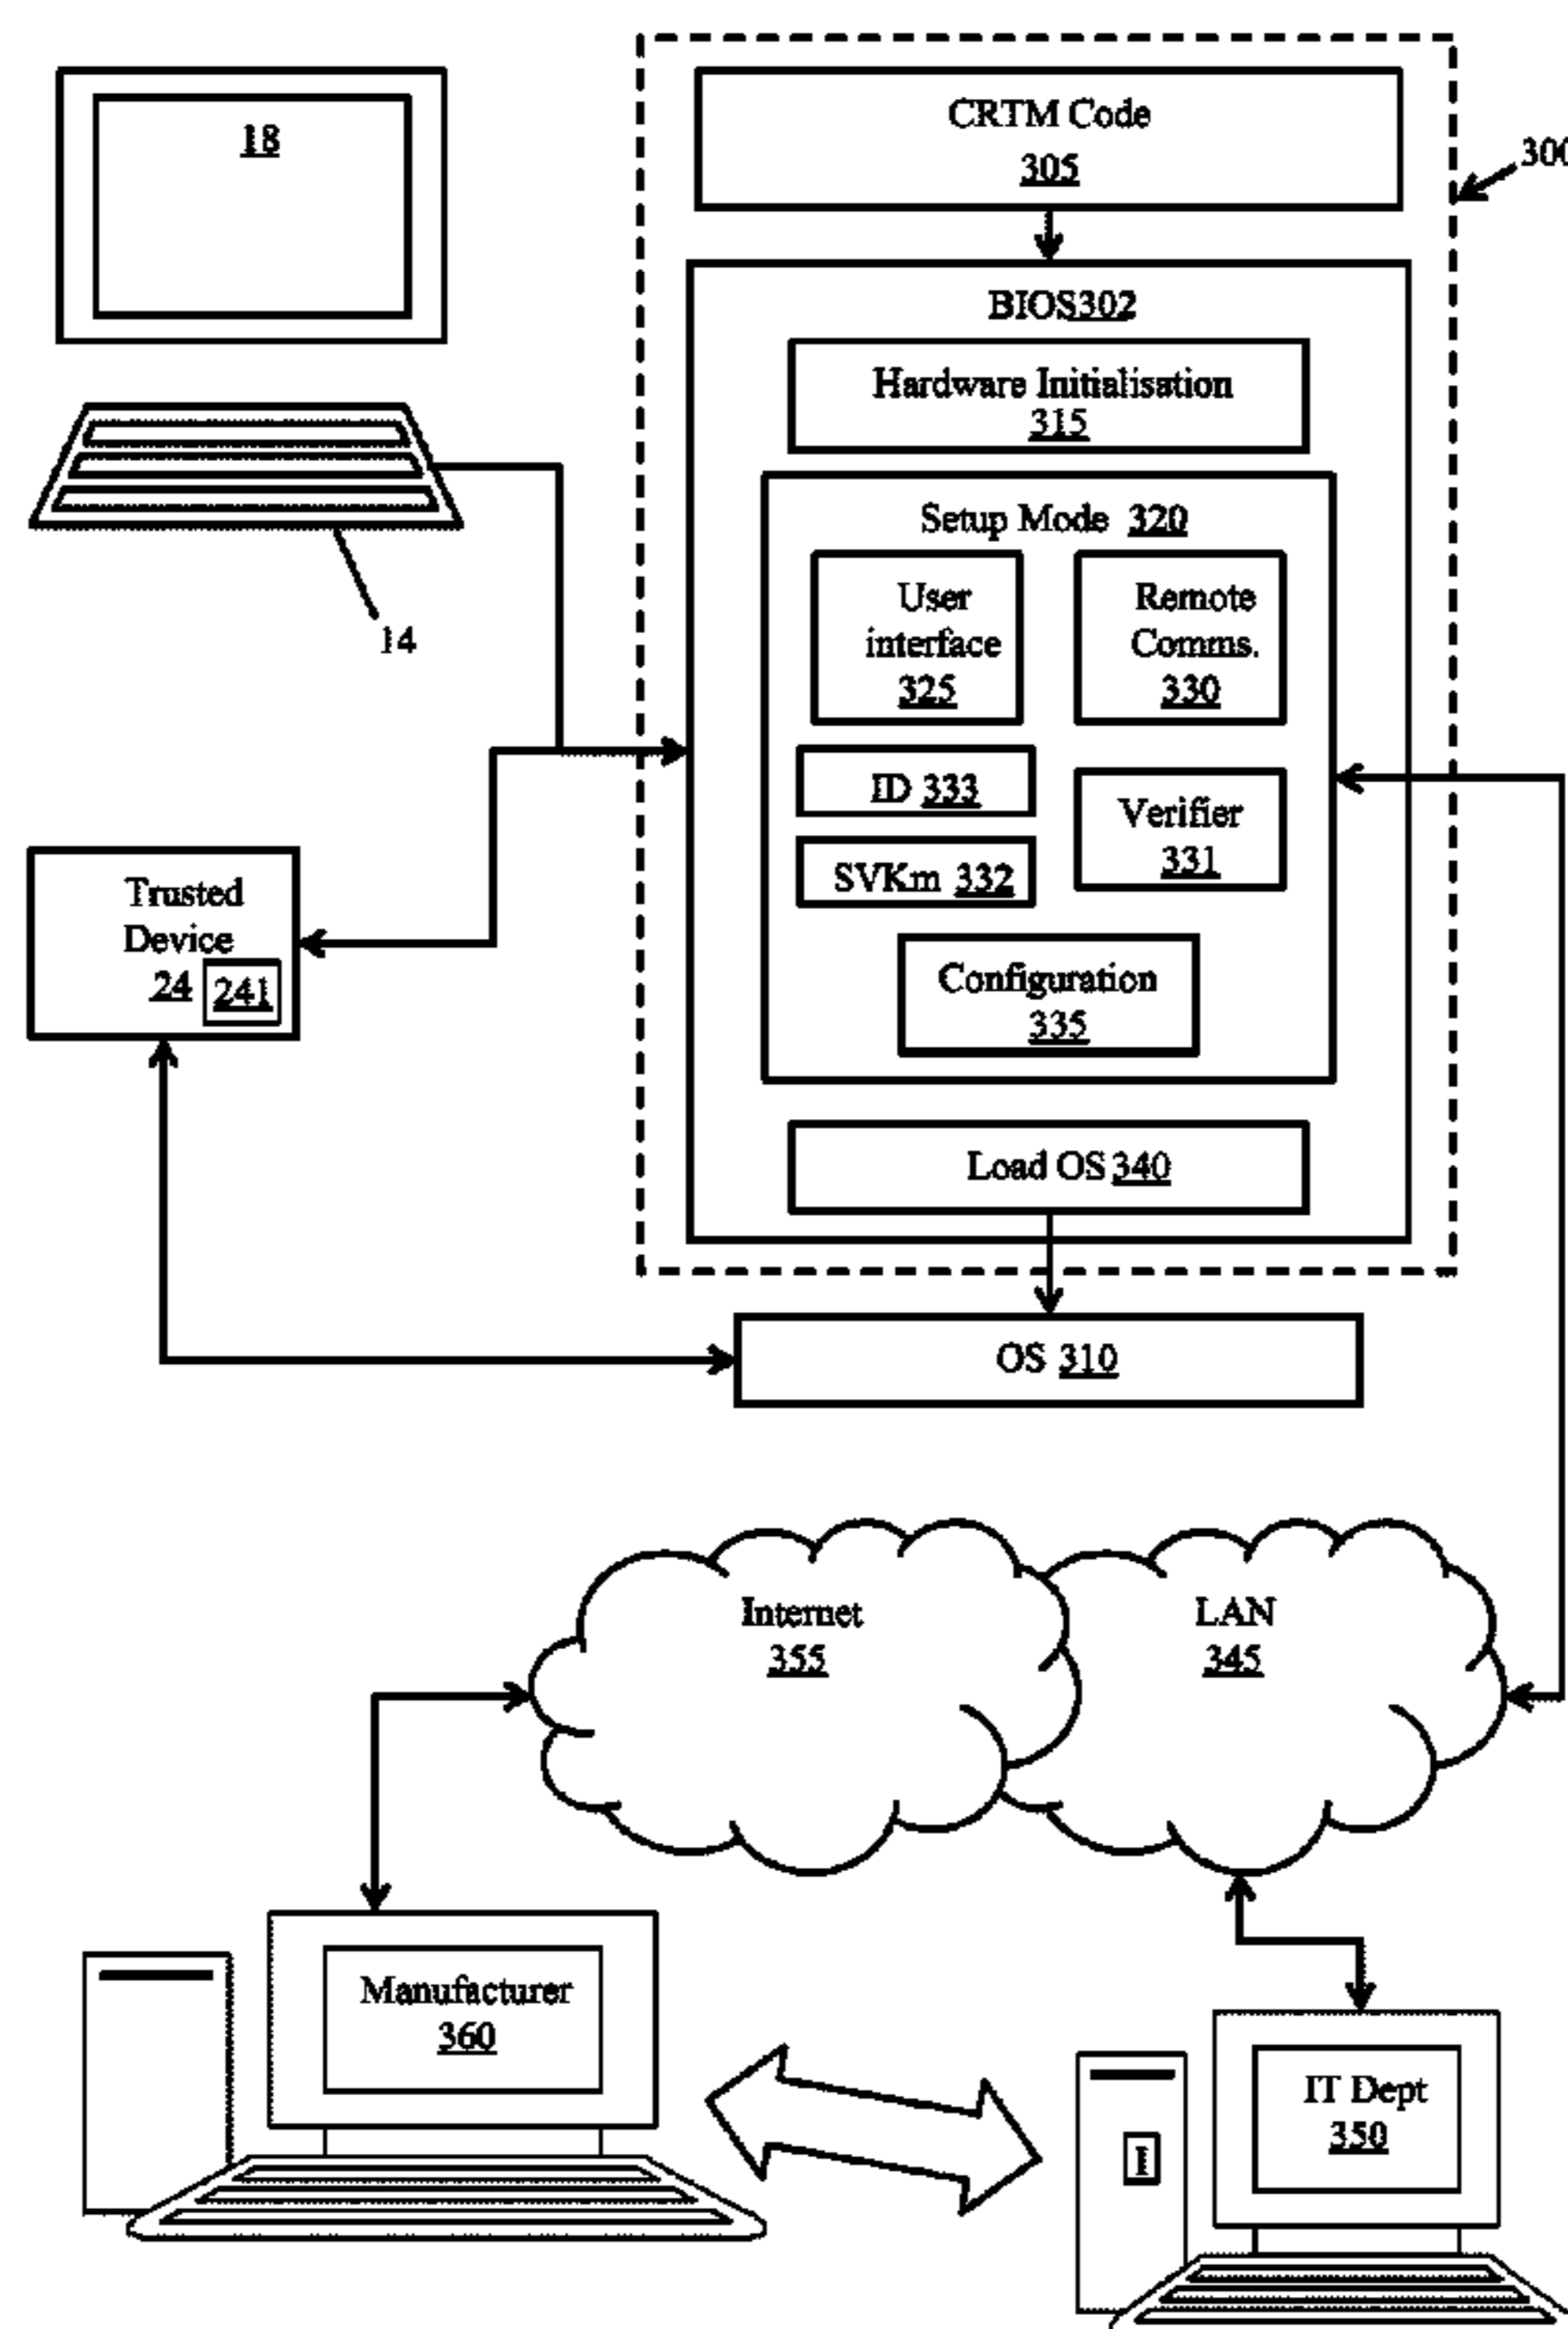 18
CRTM Code
305
300
BIOS302
Hardware Initialisation
315
Setup Mode 320
User
interface
325
Remote
Comms.
330
14
ID 333
Verifier
331
SVKm 332
Trusted
Device
24 241
Configuration
335
Load OS 340
OS 310
Internet
355
LAN
345
Manufacturer
360
IT Dept
350
I